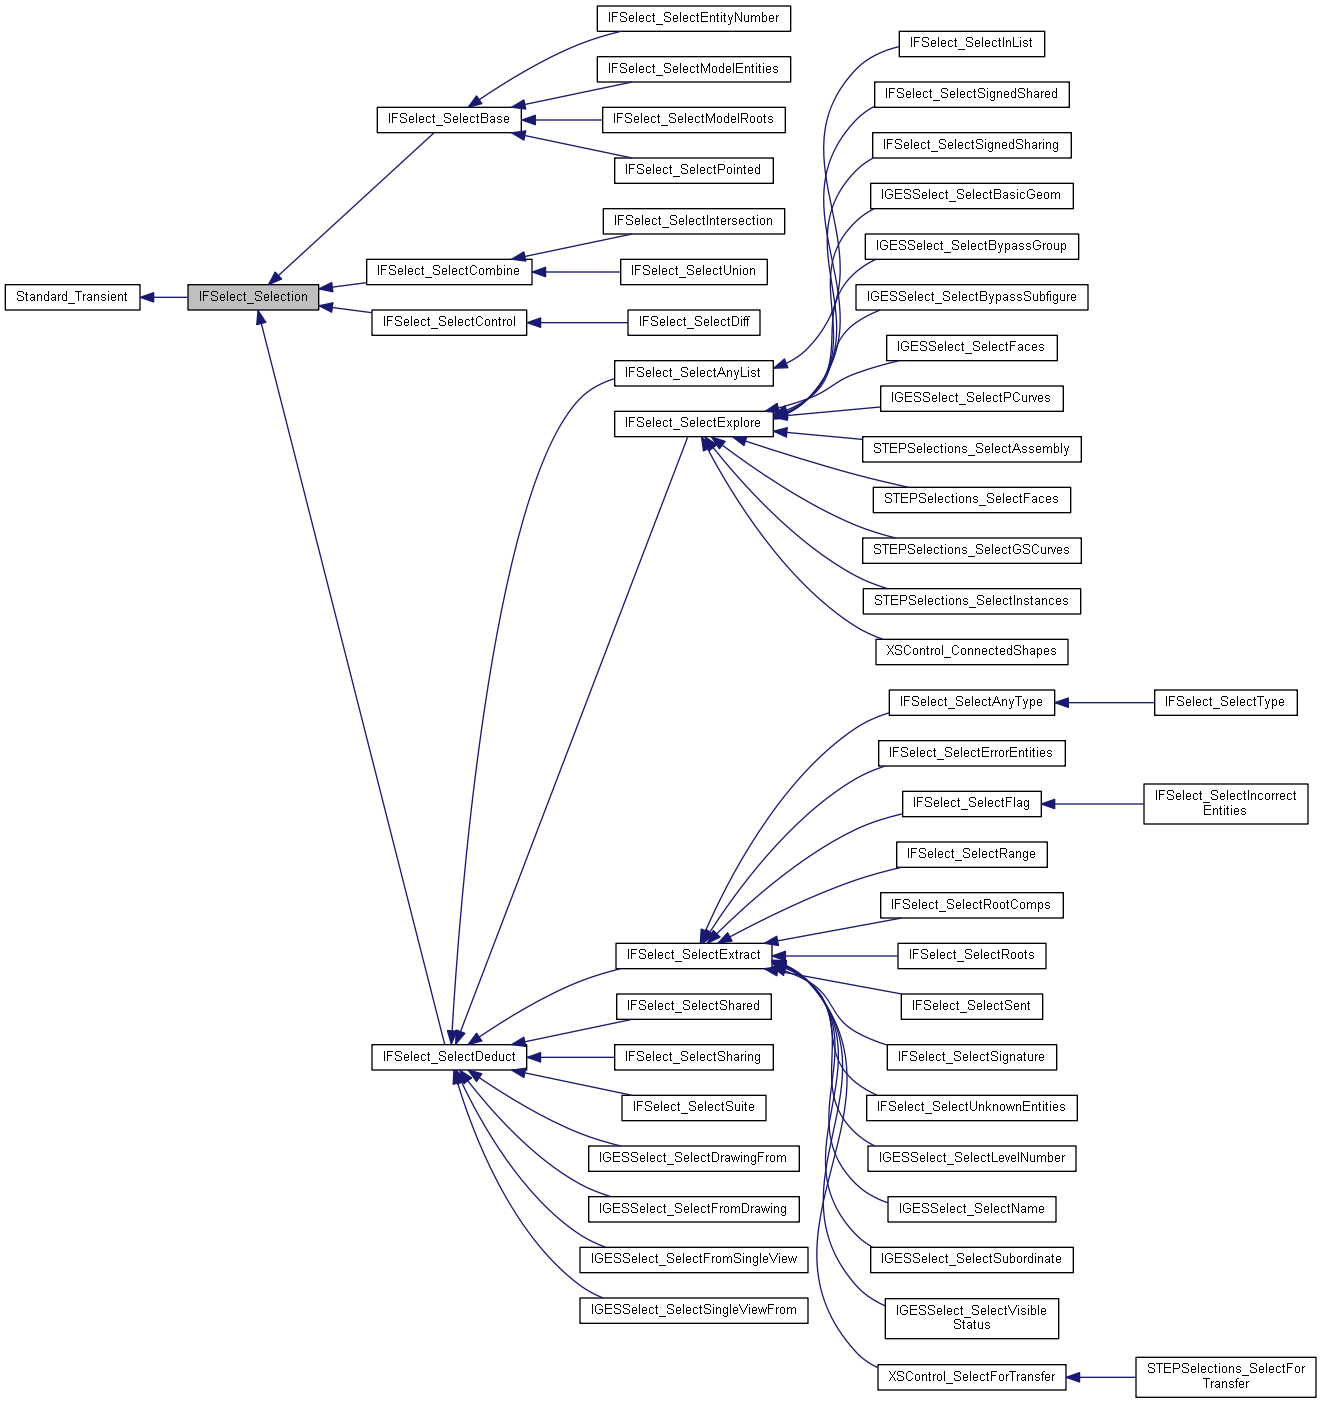 Standard_Transient
IFSelect_Selection
IFSelect_SelectBase
IFSelect_SelectCombine
IFSelect_SelectControl
IFSelect_SelectDeduct
IFSelect_SelectEntityNumber
IFSelect_SelectModelEntities
IFSelect_SelectModelRoots
IFSelect_SelectPointed
IFSelect_SelectIntersection
IFSelect_SelectUnion
IFSelect_SelectDiff
IFSelect_SelectAnyList
IFSelect_SelectExplore
IFSelect_SelectExtract
IFSelect_SelectShared
IFSelect_SelectSharing
IFSelect_SelectSuite
IGESSelect_SelectDrawingFrom
IGESSelect_SelectFromDrawing
IGESSelect_SelectFromSingleView
IGESSelect_SelectSingleViewFrom
IFSelect_SelectInList
IFSelect_SelectSignedShared
IFSelect_SelectSignedSharing
IGESSelect_SelectBasicGeom
IGESSelect_SelectBypassGroup
IGESSelect_SelectBypassSubfigure
IGESSelect_SelectFaces
IGESSelect_SelectPCurves
STEPSelections_SelectAssembly
STEPSelections_SelectFaces
STEPSelections_SelectGSCurves
STEPSelections_SelectInstances
XSControl_ConnectedShapes
IFSelect_SelectAnyType
IFSelect_SelectErrorEntities
IFSelect_SelectFlag
IFSelect_SelectRange
IFSelect_SelectRootComps
IFSelect_SelectRoots
IFSelect_SelectSent
IFSelect_SelectSignature
IFSelect_SelectUnknownEntities
IGESSelect_SelectLevelNumber
IGESSelect_SelectName
IGESSelect_SelectSubordinate
IGESSelect_SelectVisible
Status
XSControl_SelectForTransfer
IFSelect_SelectType
IFSelect_SelectIncorrect
Entities
STEPSelections_SelectFor
Transfer